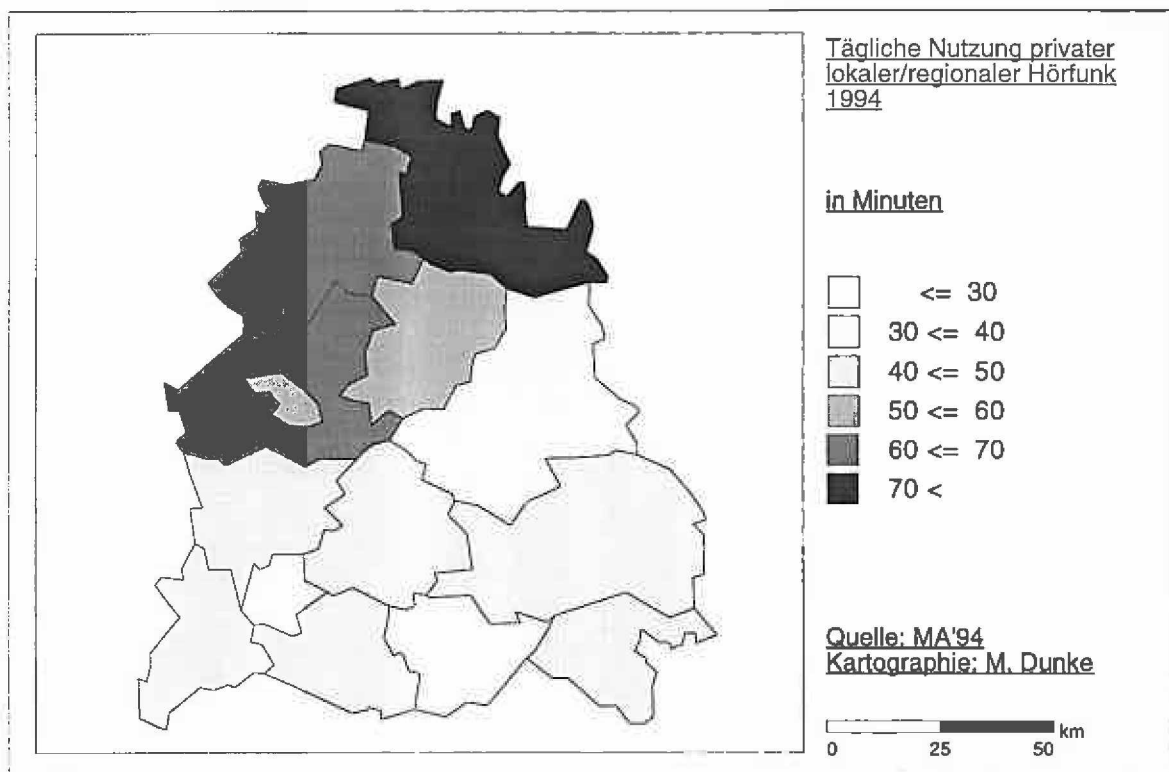 Tägliche Nutzung privater
lokaler/regionaler Hörfunk
1994
in Minuten
<= 30
30 <= 40
40 <= 50
50 <= 60
60 <= 70
70 <
Quelle: MA'94
Kartographie: M. Dunke
km
0 25 50